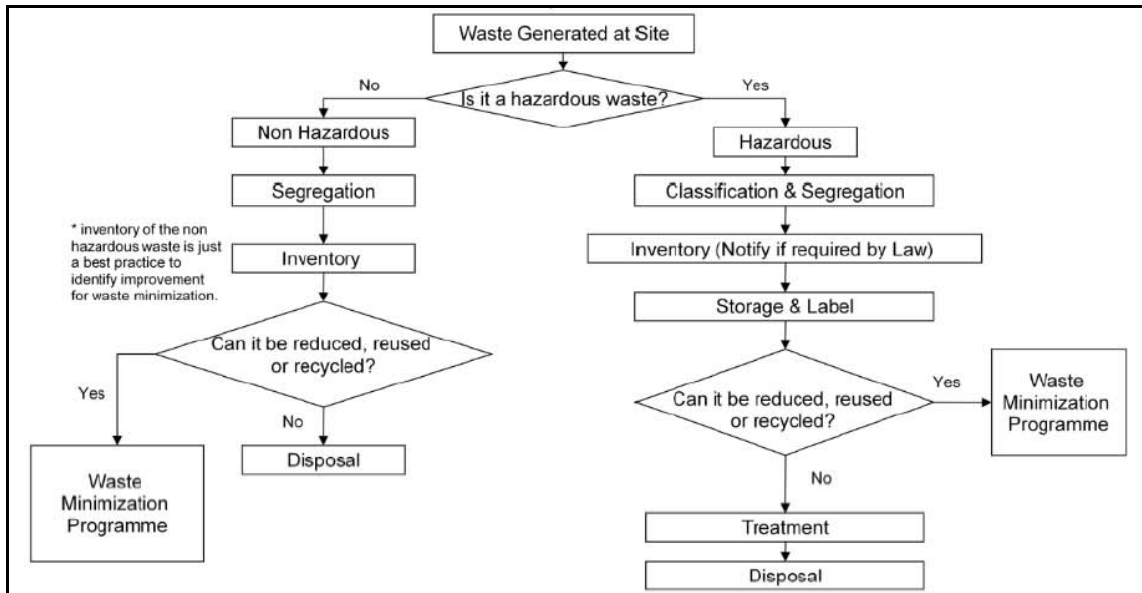 Waste Generated at Site
Is it a hazardous waste?
No
Yes
Non Hazardous
Segregation
* inventory of the non
hazardous waste is just
a best practice to
identify improvement
for waste minimization.
Inventory
Can it be reduced, reused
or recycled?
Yes
No
Waste
Minimization
Programme
Disposal
Hazardous
Classification & Segregation
Inventory (Notify if required by Law)
Storage & Label
Can it be reduced, reused
or recycled?
Yes
Waste
Minimization
Programme
No
Treatment
Disposal